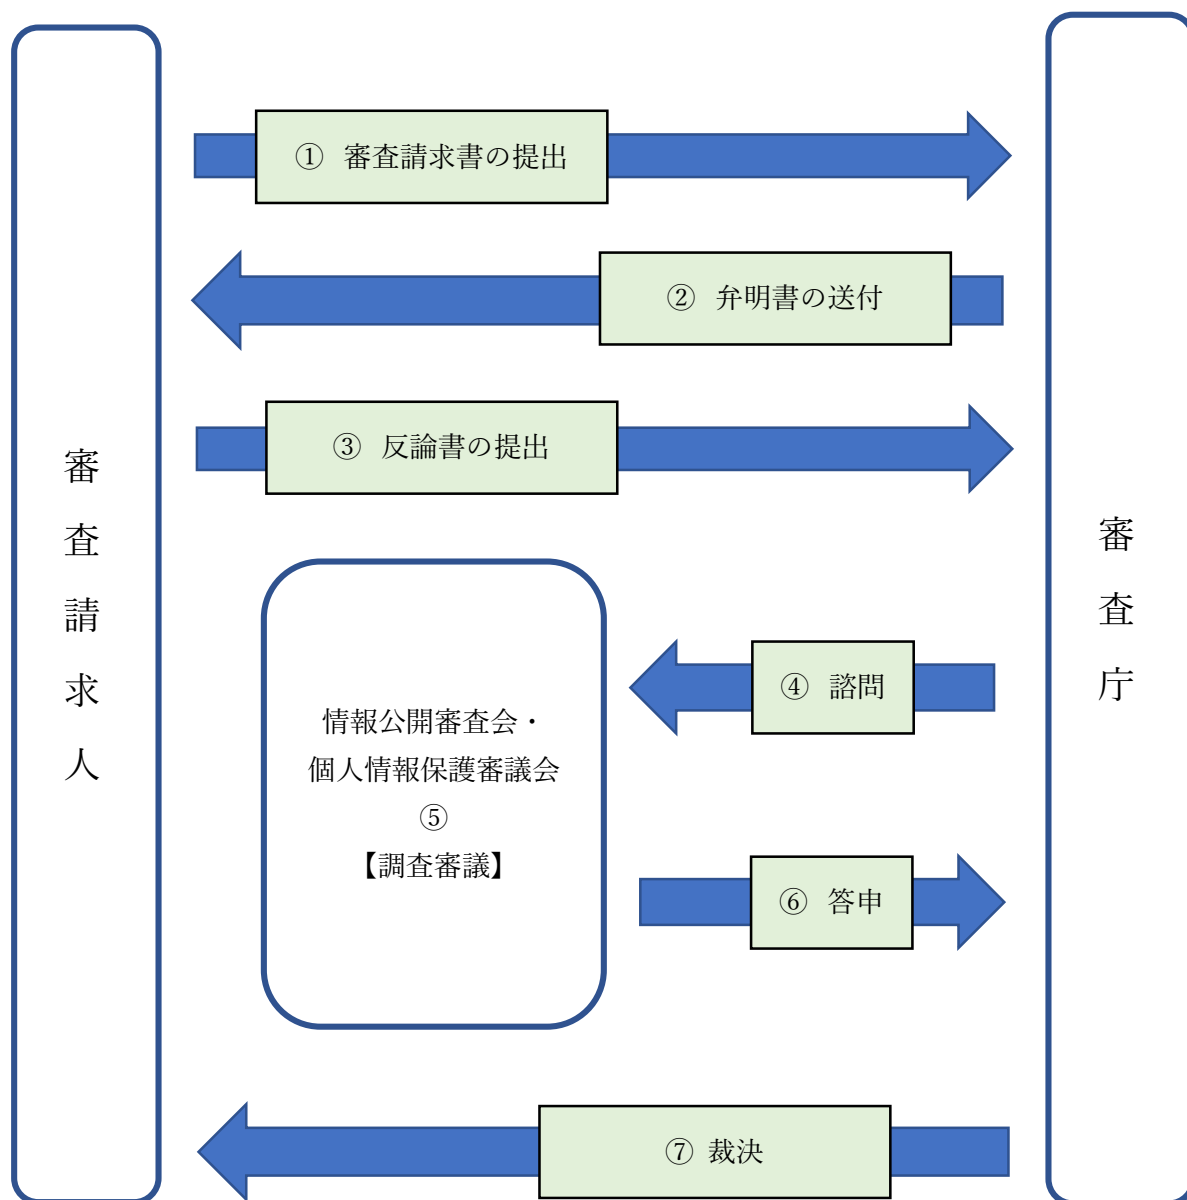 ① 審査請求書の提出
② 弁明書の送付
③ 反論書の提出
審査請求人
審査庁
④ 諮問
情報公開審査会・
個人情報保護審議会
⑤
【調査審議】
⑥ 答申
⑦ 裁決